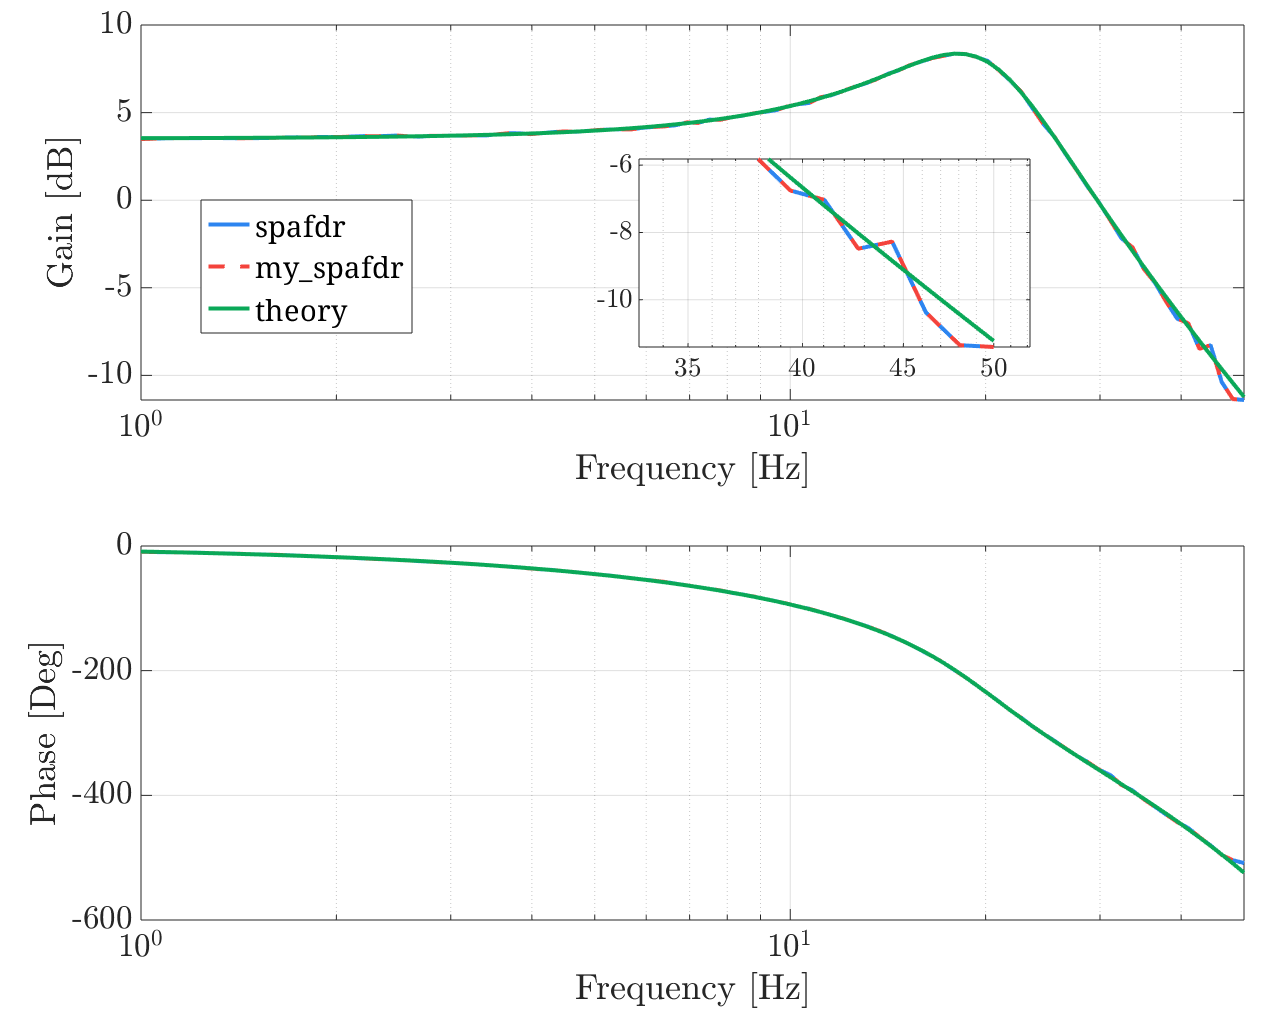 10
5
0
-5
-10
Gain [dB]
spafdr
my_spafdr
theory
-6
-8
-10
35 40 45 50
10⁰ 10¹
Frequency [Hz]
0
-200
-400
-600
Phase [Deg]
10⁰ 10¹
Frequency [Hz]